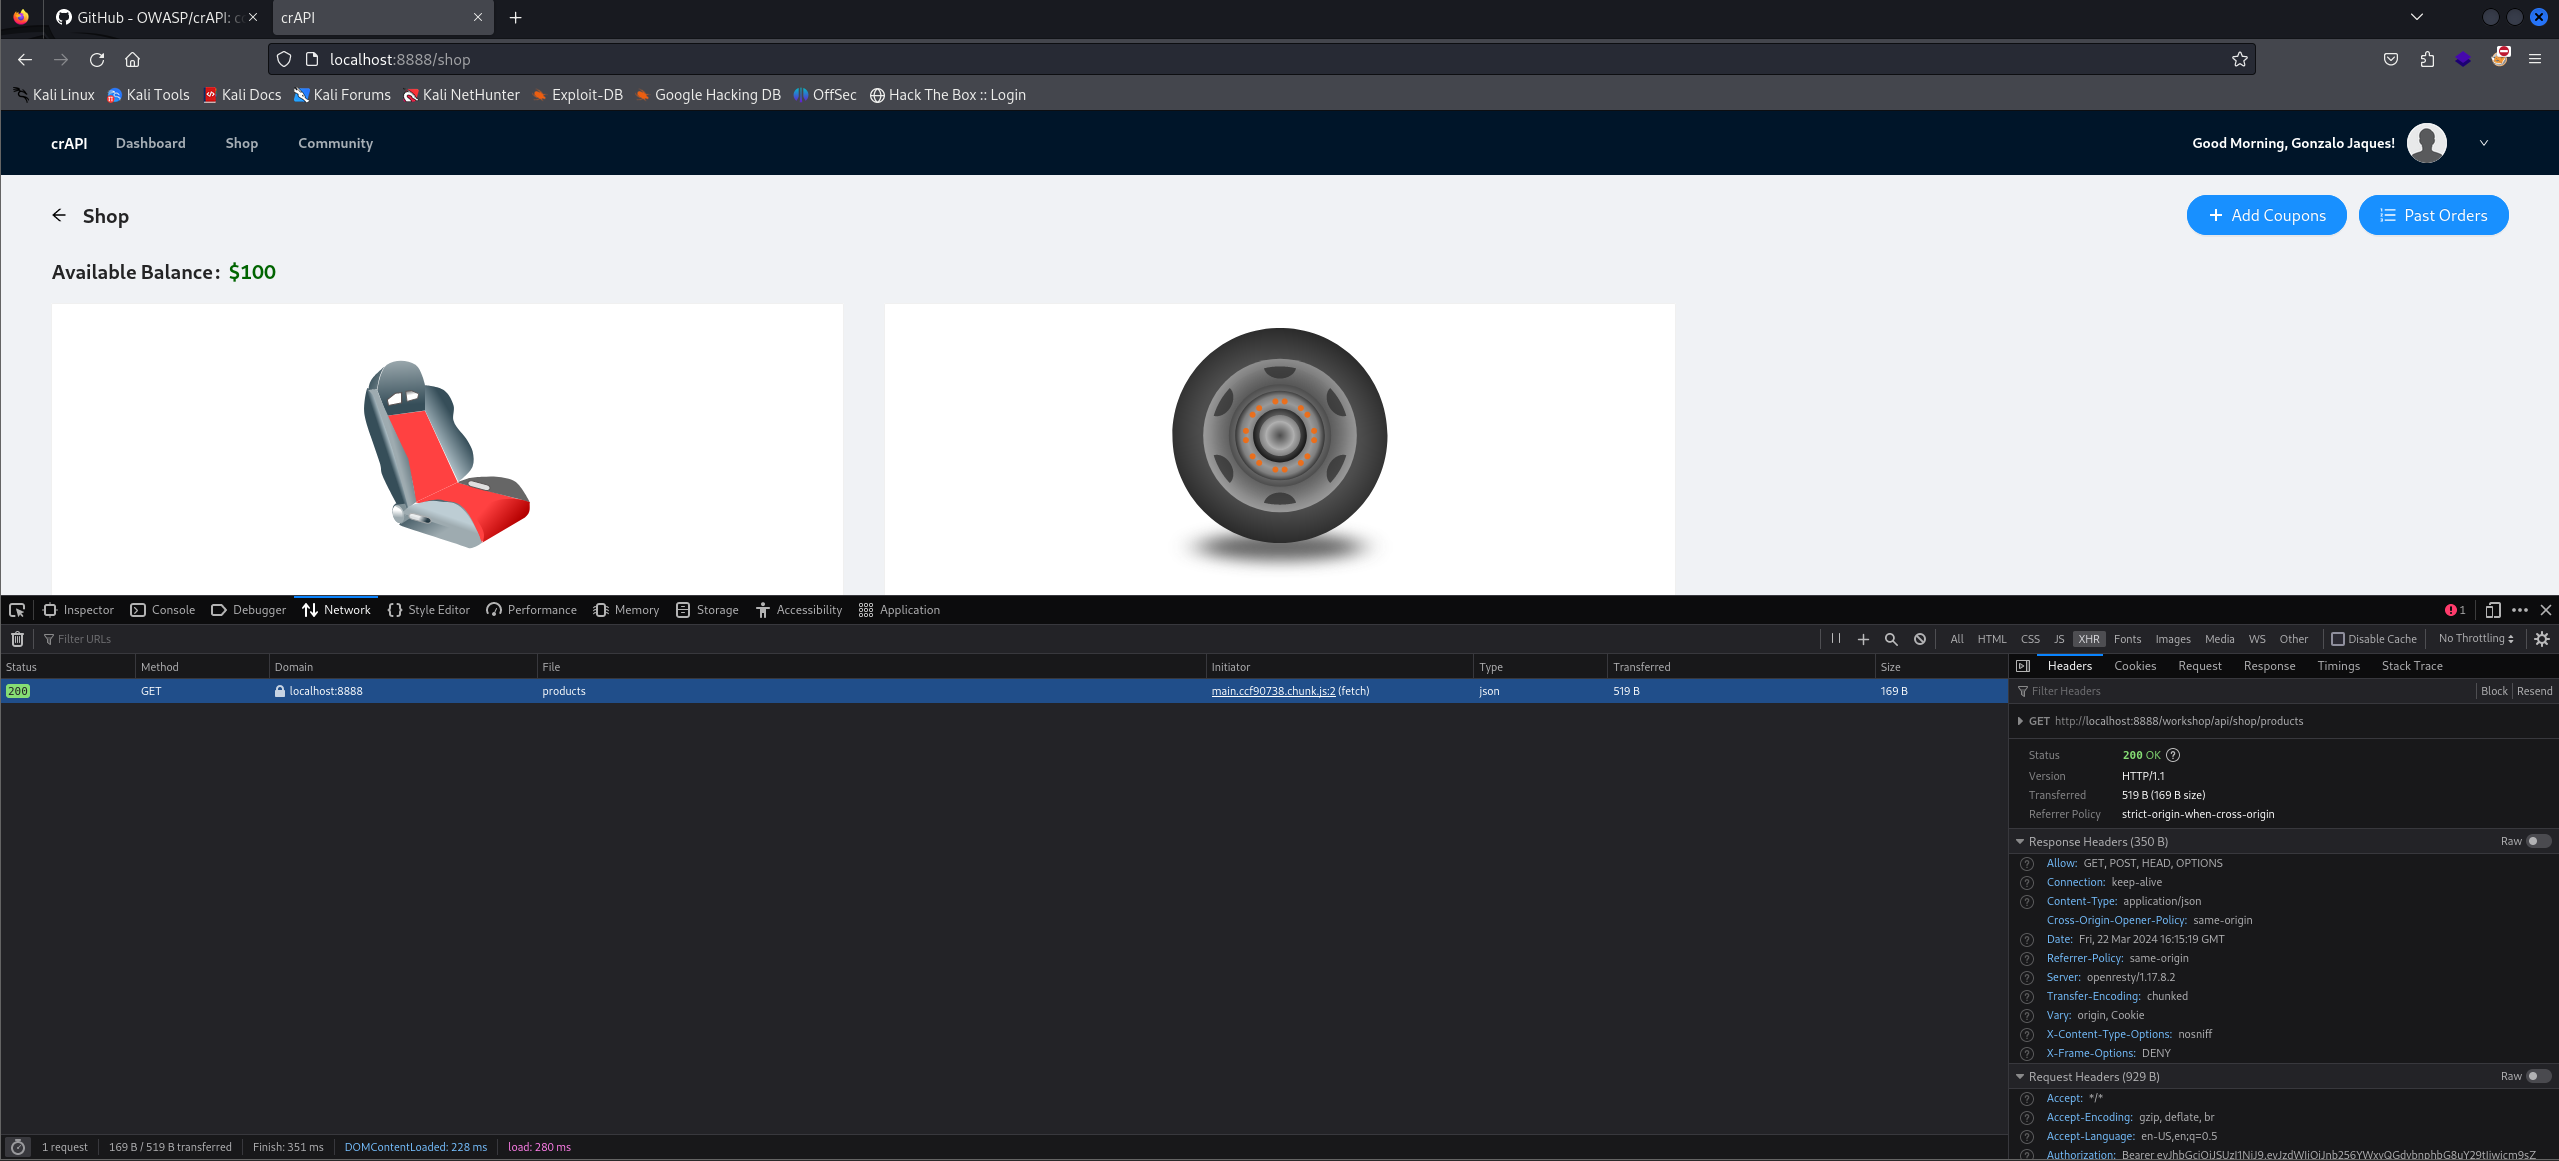 GitHub - OWASP/crAPI: c
crAPI
localhost:8888/shop
Kali Linux Kali Tools Kali Docs Kali Forums Kali NetHunter Exploit-DB Google Hacking DB OffSec Hack The Box :: Login
crAPI Dashboard Shop Community Good Morning, Gonzalo Jaques!
Shop + Add Coupons Past Orders
Available Balance: $100
Inspector Console Debugger Network Style Editor Performance Memory Storage Accessibility Application 1
Filter URLs All HTML CSS JS XHR Fonts Images Media WS Other Disable Cache No Throttling
Status Method Domain File Initiator Type Transferred Size
200 GET localhost:8888 products main.ccf90738.chunk.js:2 (fetch) json 519 B 169 B
Headers Cookies Request Response Timings Stack Trace
Filter Headers Block Resend
GET http://localhost:8888/workshop/api/shop/products
Status 200 OK
Version HTTP/1.1
Transferred 519 B (169 B size)
Referrer Policy strict-origin-when-cross-origin
Response Headers (350 B) Raw
Allow: GET, POST, HEAD, OPTIONS
Connection: keep-alive
Content-Type: application/json
Cross-Origin-Opener-Policy: same-origin
Date: Fri, 22 Mar 2024 16:15:19 GMT
Referrer-Policy: same-origin
Server: openresty/1.17.8.2
Transfer-Encoding: chunked
Vary: origin, Cookie
X-Content-Type-Options: nosniff
X-Frame-Options: DENY
Request Headers (929 B) Raw
Accept: */*
Accept-Encoding: gzip, deflate, br
Accept-Language: en-US,en;q=0.5
Authorization: Bearer
1 request 169 B / 519 B transferred Finish: 351 ms DOMContentLoaded: 228 ms load: 280 ms